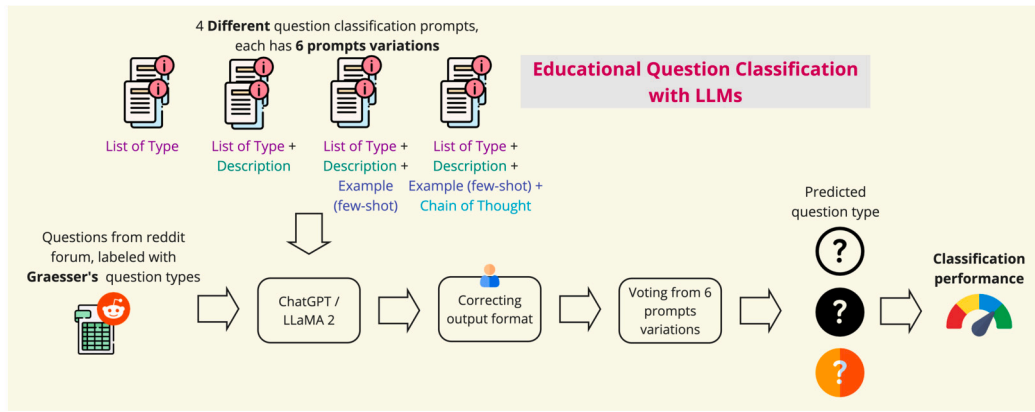 4 Different question classification prompts,
each has 6 prompts variations
Educational Question Classification
with LLMs
List of Type
List of Type +
Description
List of Type +
Description +
Example
(few-shot)
List of Type +
Description +
Example (few-shot) +
Chain of Thought
Questions from reddit
forum, labeled with
Graesser's question types
ChatGPT /
LLaMA 2
Correcting
output format
Voting from 6
prompts
variations
Predicted
question type
?
?
?
Classification
performance